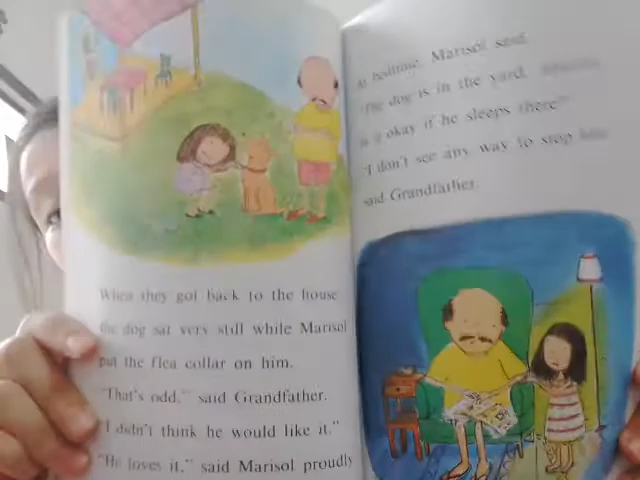 When they got back to the house
the dog sat very still while Marisol
put the flea collar on him.
"That's odd," said Grandfather.
"I didn't think he would like it."
"He loves it," said Marisol proudly
At bedtime, Marisol said
"The dog is in the yard.
is it okay if he sleeps there"
"I don't see any way to stop
said Grandfather.